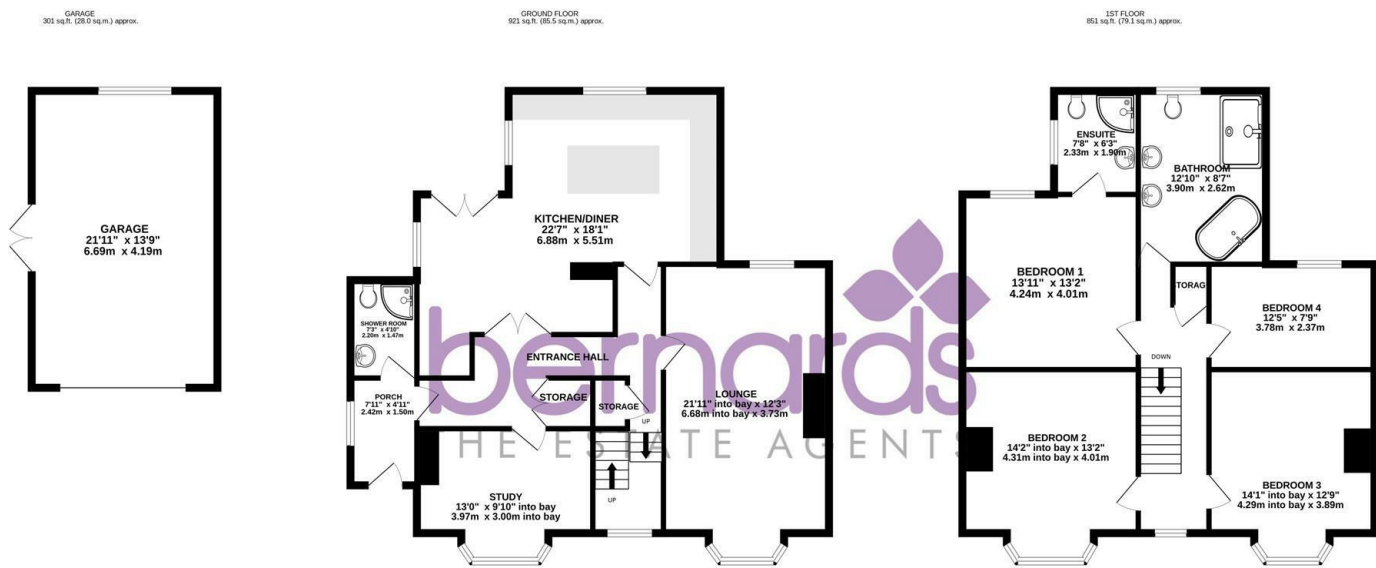 GARAGE
301 sq.ft. (28.0 sq.m.) approx.
GROUND FLOOR
921 sq.ft. (85.5 sq.m.) approx.
1ST FLOOR
851 sq.ft. (79.1 sq.m.) approx.
GARAGE
21'11" x 13'9"
6.69m x 4.19m
KITCHEN/DINER
22'7" x 18'1"
6.88m x 5.51m
SHOWER ROOM
7'3" x 4'10"
2.20m x 1.47m
ENTRANCE HALL
PORCH
7'11" x 4'11"
2.42m x 1.50m
STORAGE
STORAGE
UP
UP
LOUNGE
21'11" into bay x 12'3"
6.68m into bay x 3.73m
STUDY
13'0" x 9'10" into bay
3.97m x 3.00m into bay
ENSUITE
7'8" x 6'3"
2.33m x 1.90m
BATHROOM
12'10" x 8'7"
3.90m x 2.62m
BEDROOM 1
13'11" x 13'2"
4.24m x 4.01m
TORAG
BEDROOM 4
12'5" x 7'9"
3.78m x 2.37m
DOWN
BEDROOM 2
14'2" into bay x 13'2"
4.31m into bay x 4.01m
BEDROOM 3
14'1" into bay x 12'9"
4.29m into bay x 3.89m
bernards
HE ESTATE AGENTS